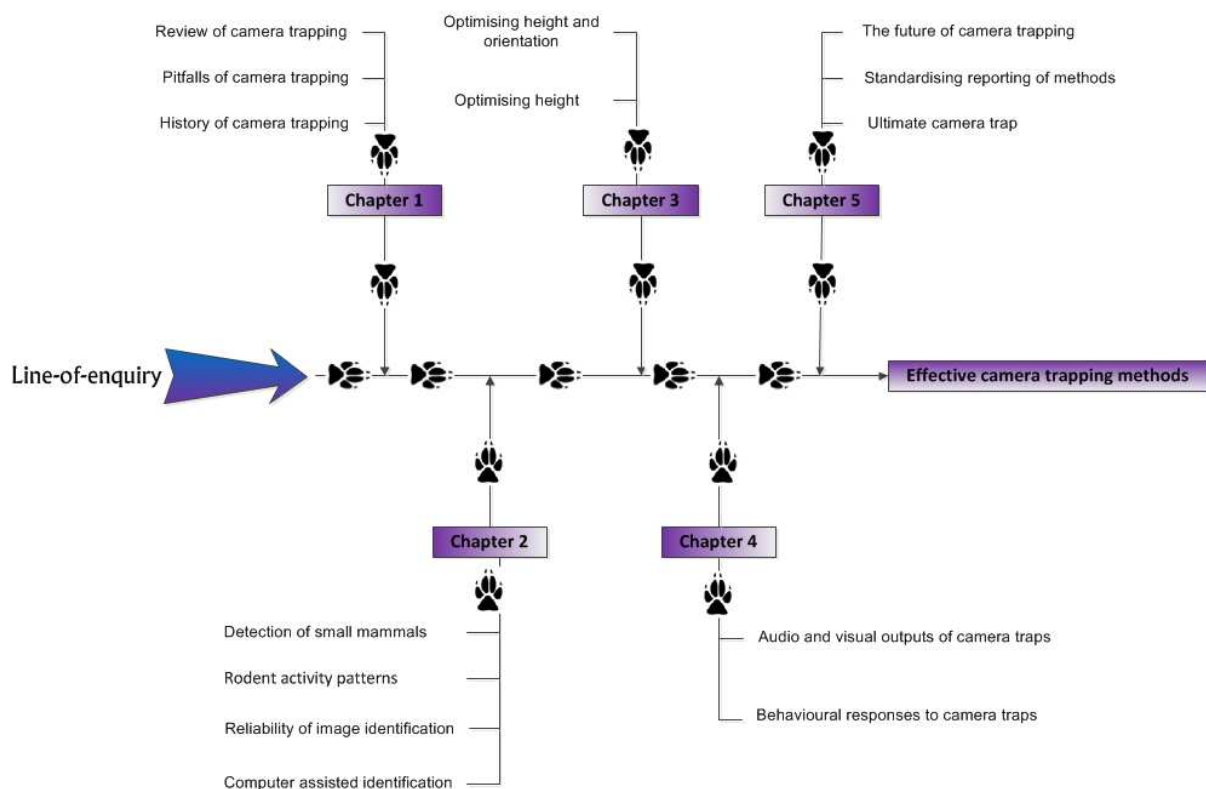 Review of camera trapping
Pitfalls of camera trapping
History of camera trapping
Chapter 1
Optimising height and
orientation
Optimising height
Chapter 3
The future of camera trapping
Standardising reporting of methods
Ultimate camera trap
Chapter 5
Line-of-enquiry
Effective camera trapping methods
Chapter 2
Detection of small mammals
Rodent activity patterns
Reliability of image identification
Computer assisted identification
Chapter 4
Audio and visual outputs of camera traps
Behavioural responses to camera traps